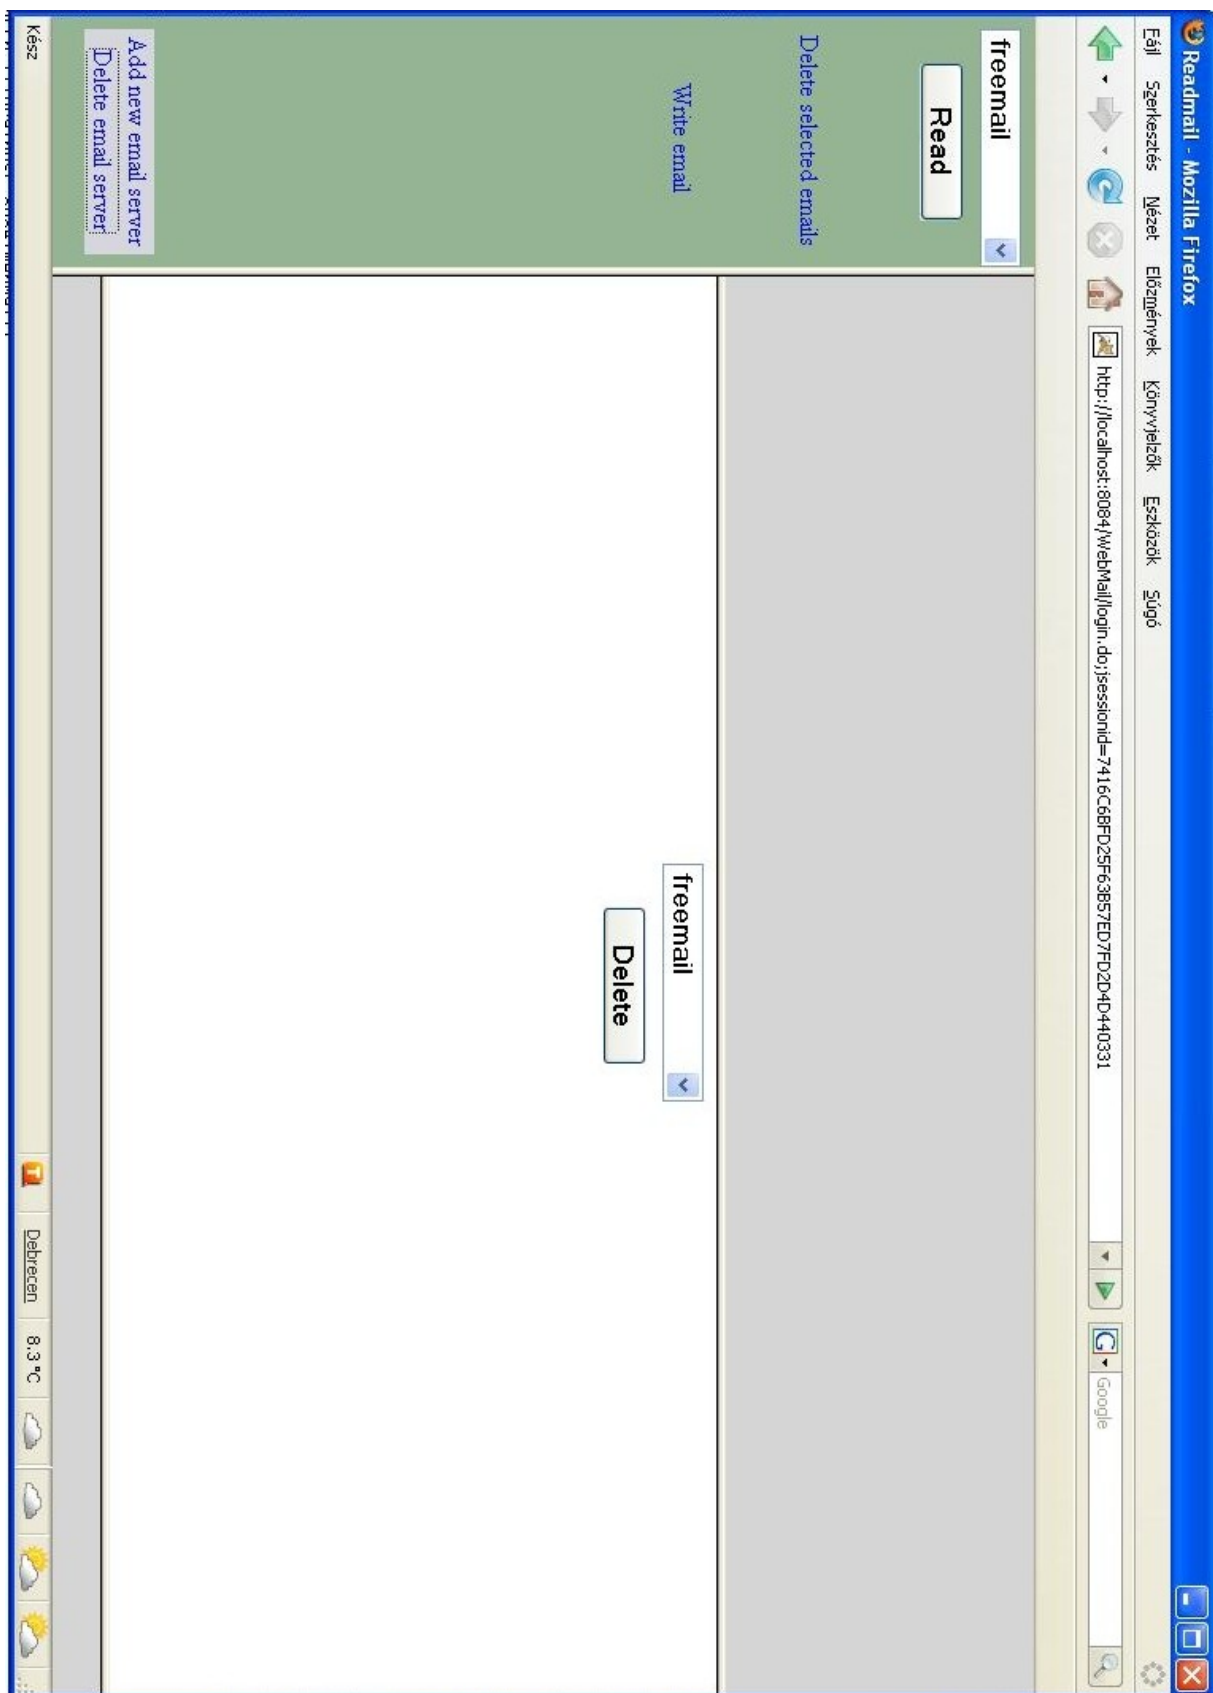 Readmail - Mozilla Firefox
Fájl Szerkesztés Nézet Előzmények Könyvjelzők Eszközök Súgó
http://localhost:8084/WebMail/login.do;jsessionid=7416C6BFD25F63B57ED7FD2D4D440331
G Google
freemail
Read
Delete selected emails
Write email
Add new email server
Delete email server
freemail
Delete
Kész
T
Debrecen
8.3 °C